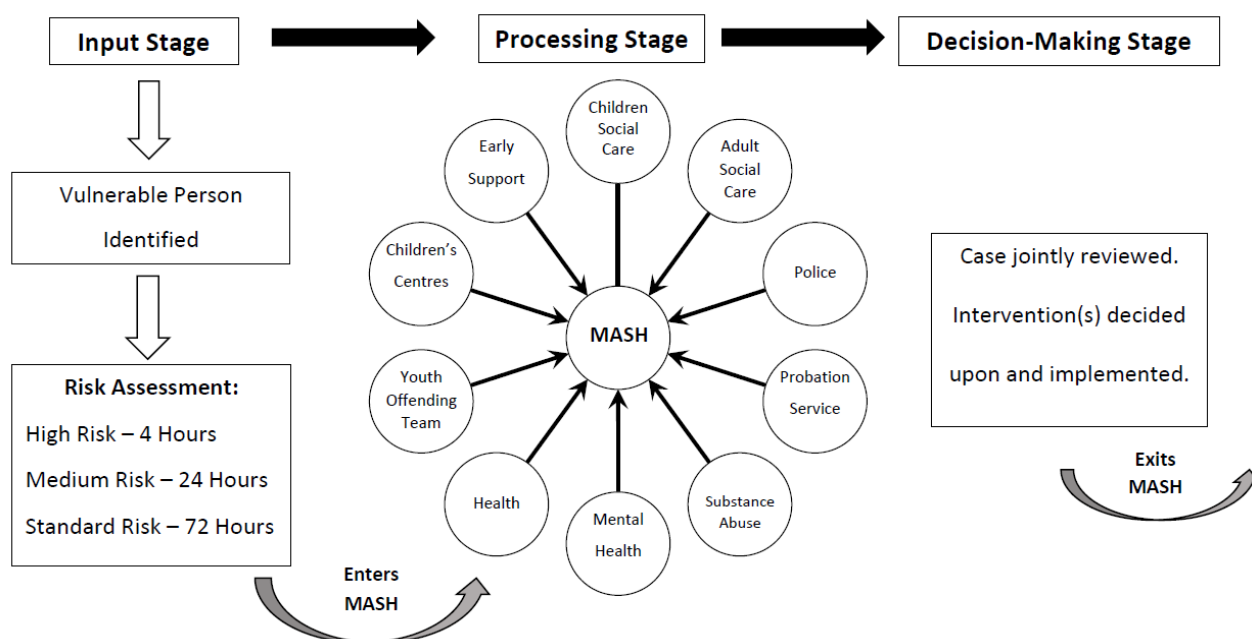 Input Stage
Processing Stage
Decision-Making Stage
Vulnerable Person
Identified
Risk Assessment:
High Risk – 4 Hours
Medium Risk – 24 Hours
Standard Risk – 72 Hours
Enters
MASH
Children
Social
Care
Adult
Social
Care
Police
Probation
Service
Substance
Abuse
Mental
Health
Health
Youth
Offending
Team
Children’s
Centres
Early
Support
MASH
Case jointly reviewed.
Intervention(s) decided
upon and implemented.
Exits
MASH